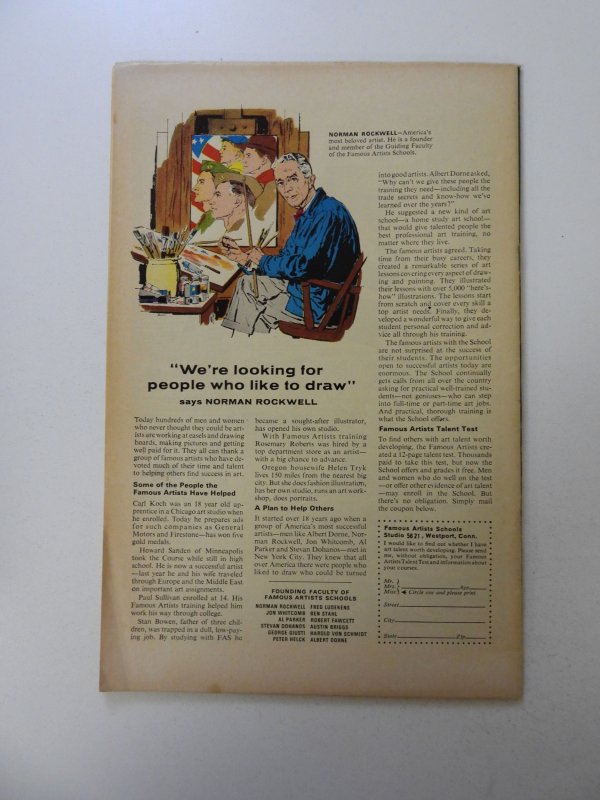 NORMAN ROCKWELL—America's
most beloved artist. He is a founder
and member of the Guiding Faculty
of the Famous Artists Schools.
"We're looking for
people who like to draw"
says NORMAN ROCKWELL
Today hundreds of men and women
who never thought they could be art-
ists are working at easels and drawing
boards, making pictures and getting
well paid for it. They all can thank a
group of famous artists who have de-
voted much of their time and talent
to helping others find success in art.
Some of the People the
Famous Artists Have Helped
Carl Koch was an 18 year old ap-
prentice in a Chicago art studio when
he enrolled. Today he prepares ads
for such companies as General
Motors and Firestone—has won five
gold medals.
Howard Sanden of Minneapolis
took the Course while still in high
school. He is now a successful artist
—last year he and his wife traveled
through Europe and the Middle East
on important art assignments.
Paul Sullivan enrolled at 14. His
Famous Artists training helped him
work his way through college.
Stan Bowen, father of three chil-
dren, was trapped in a dull, low-pay-
ing job. By studying with FAS he
became a sought-after illustrator,
has opened his own studio.
With Famous Artists training
Rosemary Roberts was hired by a
top department store as an artist—
with a big chance to advance.
Oregon housewife Helen Tryk
lives 150 miles from the nearest big
city. But she does fashion illustration,
has her own studio, runs an art work-
shop, does portraits.
A Plan to Help Others
It started over 18 years ago when a
group of America's most successful
artists—men like Albert Dorne, Nor-
man Rockwell, Jon Whitcomb, Al
Parker and Stevan Dohanos—met in
New York City. They knew that all
over America there were people who
liked to draw who could be turned
FOUNDING FACULTY OF
FAMOUS ARTISTS SCHOOLS
NORMAN ROCKWELL FRED LUDEKENS
JON WHITCOMB BEN STAHL
AL PARKER ROBERT FAWCETT
STEVAN DOHANOS AUSTIN BRIGGS
GEORGE GIUSTI HAROLD VON SCHMIDT
PETER HELCK ALBERT DORNE
into good artists. Albert Dorne asked,
"Why can't we give these people the
training they need—including all the
trade secrets and know-how we've
learned over the years?"
He suggested a new kind of art
school—a home study art school—
that would give talented people the
best professional art training, no
matter where they live.
The famous artists agreed. Taking
time from their busy careers, they
created a remarkable series of art
lessons covering every aspect of draw-
ing and painting. They illustrated
their lessons with over 5,000 "here's-
how" illustrations. The lessons start
from scratch and cover every skill a
top artist needs. Finally, they de-
veloped a wonderful way to give each
student personal correction and ad-
vice all through his training.
The famous artists with the School
are not surprised at the success of
their students. The opportunities
open to successful artists today are
enormous. The School continually
gets calls from all over the country
asking for practical well-trained stu-
dents—not geniuses—who can step
into full-time or part-time art jobs.
And practical, thorough training is
what the School offers.
Famous Artists Talent Test
To find others with art talent worth
developing, the Famous Artists cre-
ated a 12-page talent test. Thousands
paid to take this test, but now the
School offers and grades it free. Men
and women who do well on the test
—or offer other evidence of art talent
—may enroll in the School. But
there's no obligation. Simply mail
the coupon below.
Famous Artists Schools
Studio 5621, Westport, Conn.
I would like to find out whether I have
art talent worth developing. Please send
me, without obligation, your Famous
Artists Talent Test and information about
your courses.
Mr.
Mrs. Age
Miss Circle one and please print
Street
City
State Zip